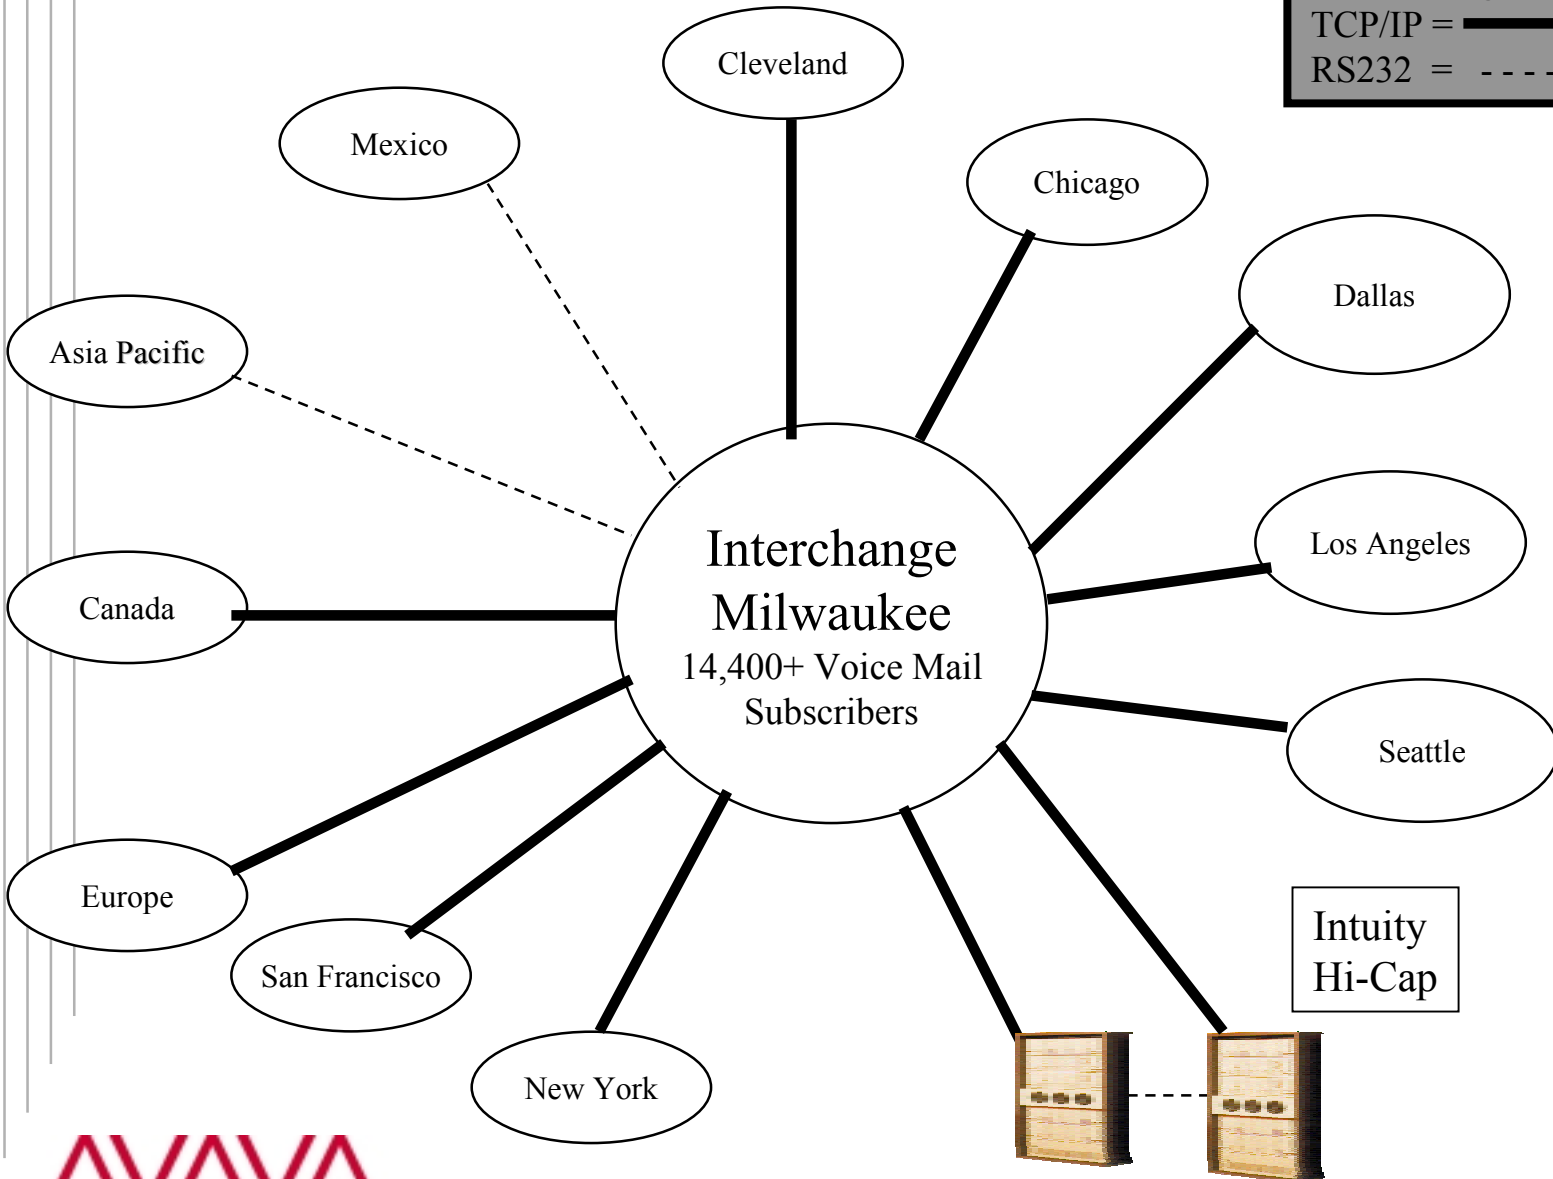 TCP/IP =
RS232 = - - - -
Cleveland
Mexico
Chicago
Dallas
Asia Pacific
Los Angeles
Interchange
Milwaukee
14,400+ Voice Mail
Subscribers
Canada
Seattle
Europe
San Francisco
New York
Intuity
Hi-Cap
AVAYA